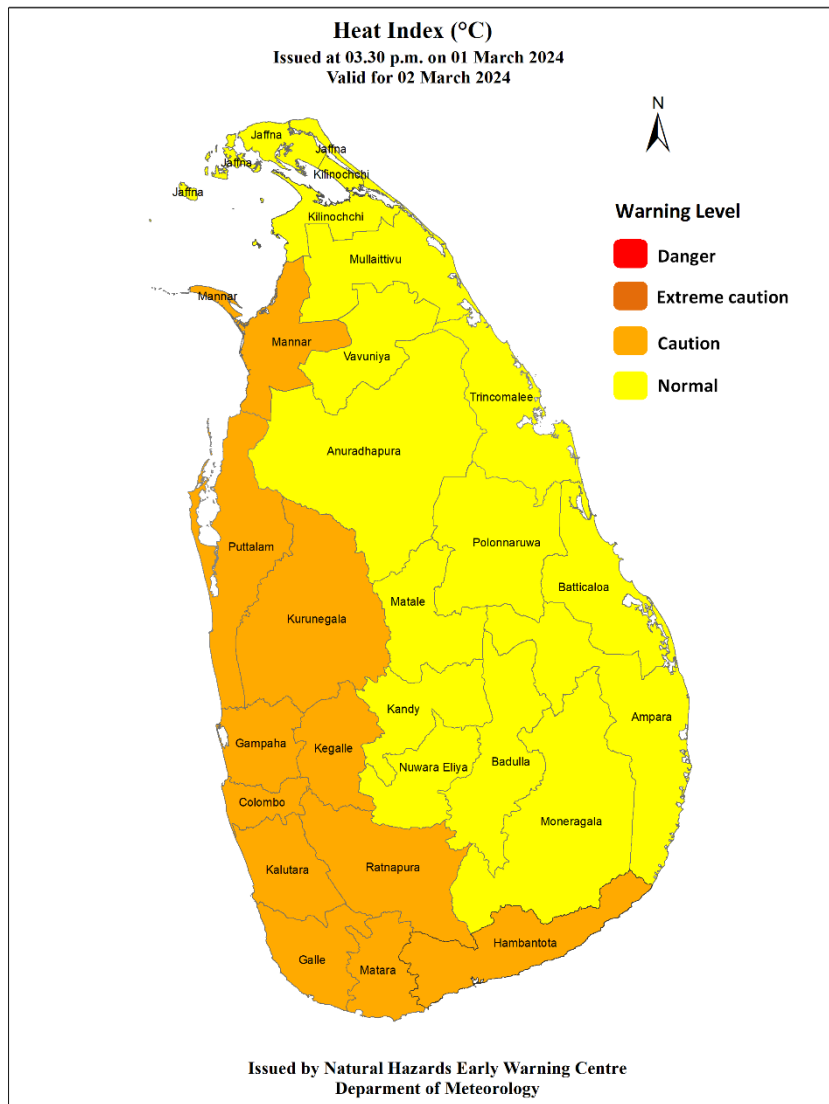 Heat Index (°C)
Issued at 03.30 p.m. on 01 March 2024
Valid for 02 March 2024
N
Warning Level
Danger
Extreme caution
Caution
Normal
Jaffna
Jaffna
Jaffna
Kilinochchi
Jaffna
Kilinochchi
Mullaittivu
Mannar
Mannar
Vavuniya
Trincomalee
Anuradhapura
Puttalam
Polonnaruwa
Batticaloa
Matale
Kurunegala
Kandy
Ampara
Gampaha
Kegalle
Nuwara Eliya
Badulla
Colombo
Moneragala
Kalutara
Ratnapura
Hambantota
Galle
Matara
Issued by Natural Hazards Early Warning Centre
Deparment of Meteorology